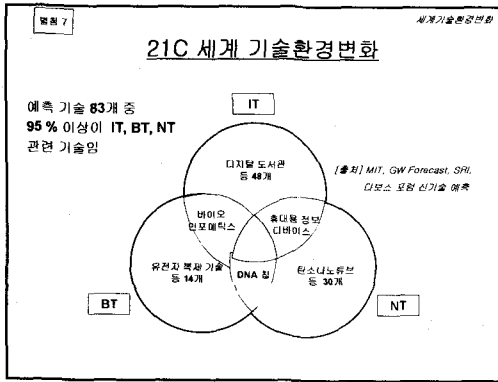 별첨 7
세계기술환경변화
21C 세계 기술환경변화
예측 기술 83개 중
95 % 이상이 IT, BT, NT
관련 기술임
IT
디지탈 도서관
등 48개
[출처] MIT, GW Forecast, SRI,
다보스 포럼 신기술 예측
바이오
인포메틱스
휴대용 정보
디바이스
유전자 복제 기술
등 14개
DNA 칩
탄소나노튜브
등 30개
BT
NT